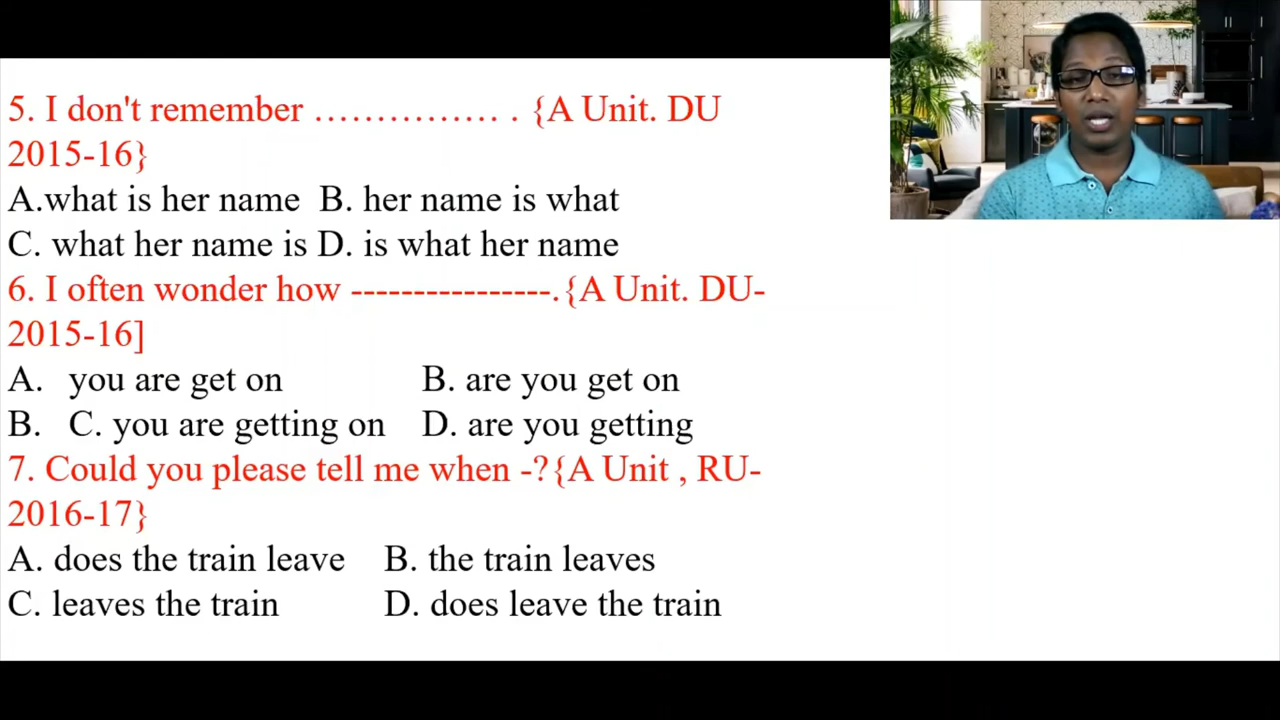 5. I don't remember …………… . {A Unit. DU
2015-16}
A.what is her name B. her name is what
C. what her name is D. is what her name
6. I often wonder how ----------------.{A Unit. DU-
2015-16]
A. you are get on B. are you get on
B. C. you are getting on D. are you getting
7. Could you please tell me when -?{A Unit , RU-
2016-17}
A. does the train leave B. the train leaves
C. leaves the train D. does leave the train